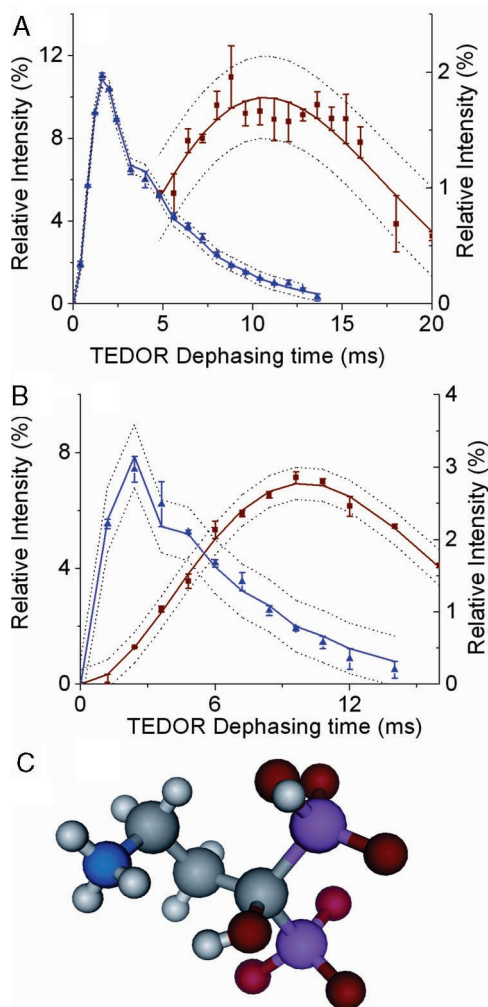 A
Relative Intensity (%)
12
8
4
0
2
1
0
Relative Intensity (%)
0 5 10 15 20
TEDOR Dephasing time (ms)
B
Relative Intensity (%)
8
4
0
4
3
2
1
0
Relative Intensity (%)
0 6 12
TEDOR Dephasing time (ms)
C